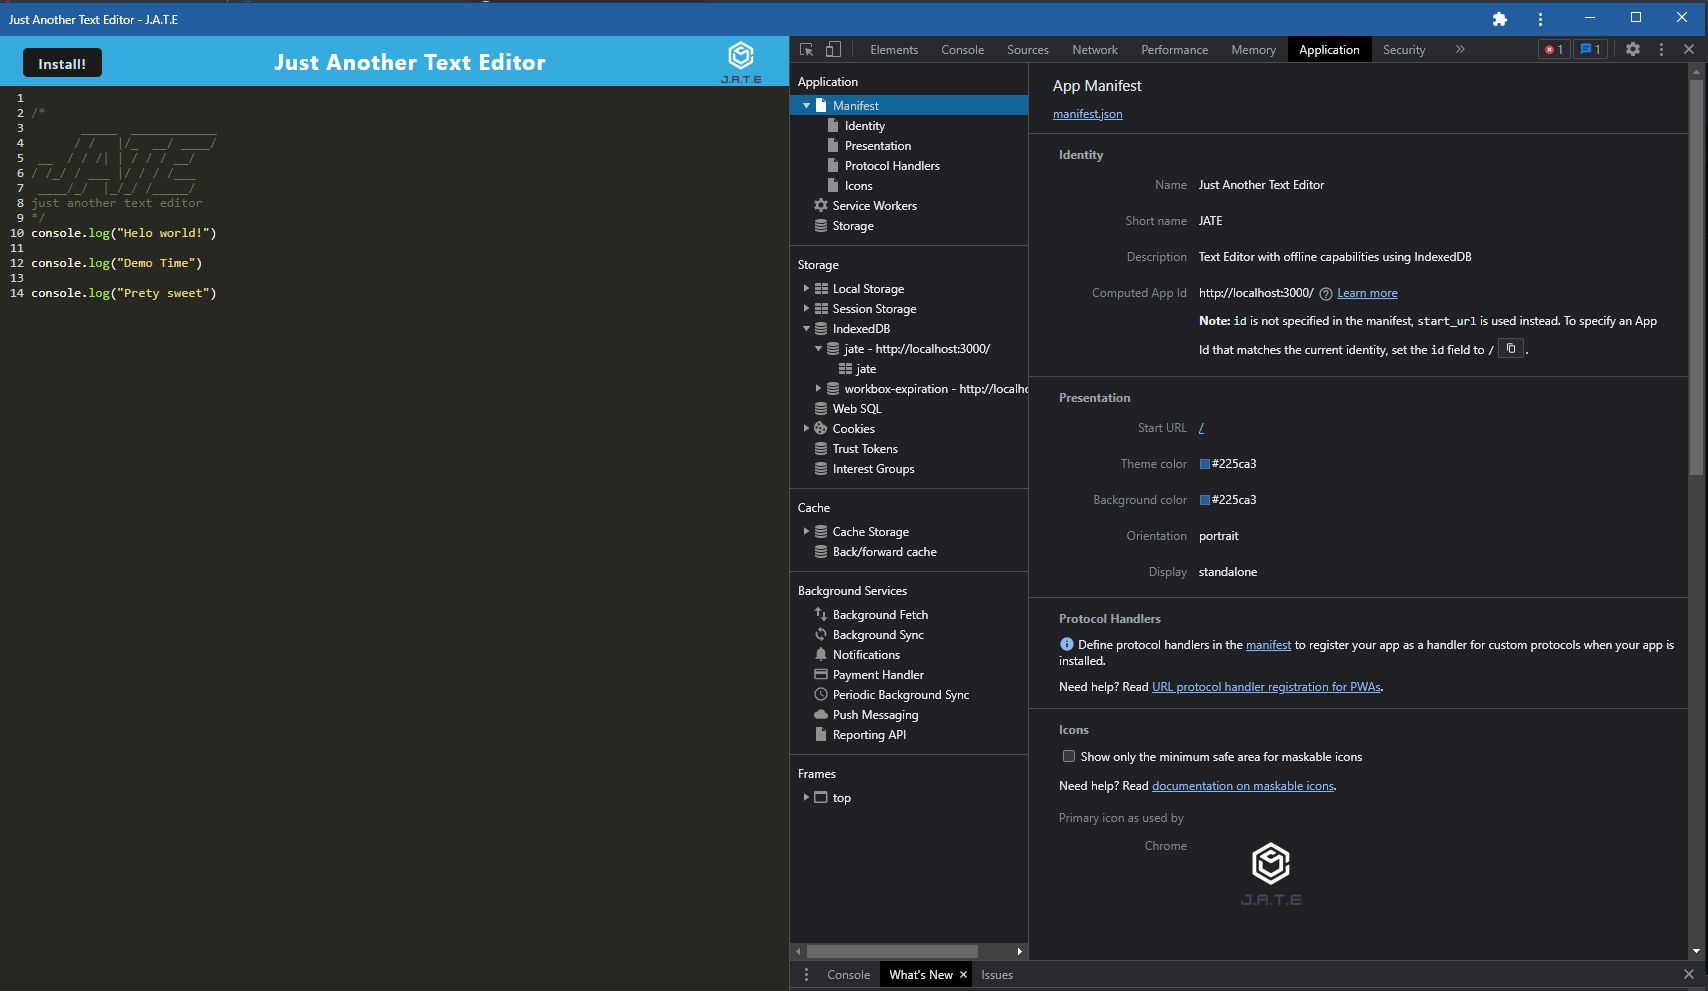 Just Another Text Editor - J.A.T.E
Install!
Just Another Text Editor
J.A.T.E
1
2 /*
3
4
5
6
7
8 just another text editor
9 */
10 console.log("Helo world!")
11
12 console.log("Demo Time")
13
14 console.log("Prety sweet")
Elements Console Sources Network Performance Memory Application Security » 1 1
Application
Manifest
Identity
Presentation
Protocol Handlers
Icons
Service Workers
Storage
Storage
Local Storage
Session Storage
IndexedDB
jate - http://localhost:3000/
jate
workbox-expiration - http://localho
Web SQL
Cookies
Trust Tokens
Interest Groups
Cache
Cache Storage
Back/forward cache
Background Services
Background Fetch
Background Sync
Notifications
Payment Handler
Periodic Background Sync
Push Messaging
Reporting API
Frames
top
App Manifest
manifest.json
Identity
Name Just Another Text Editor
Short name JATE
Description Text Editor with offline capabilities using IndexedDB
Computed App Id http://localhost:3000/ Learn more
Note: id is not specified in the manifest, start_url is used instead. To specify an App
Id that matches the current identity, set the id field to / .
Presentation
Start URL /
Theme color #225ca3
Background color #225ca3
Orientation portrait
Display standalone
Protocol Handlers
Define protocol handlers in the manifest to register your app as a handler for custom protocols when your app is
installed.
Need help? Read URL protocol handler registration for PWAs.
Icons
Show only the minimum safe area for maskable icons
Need help? Read documentation on maskable icons.
Primary icon as used by
Chrome
J.A.T.E
Console What's New × Issues